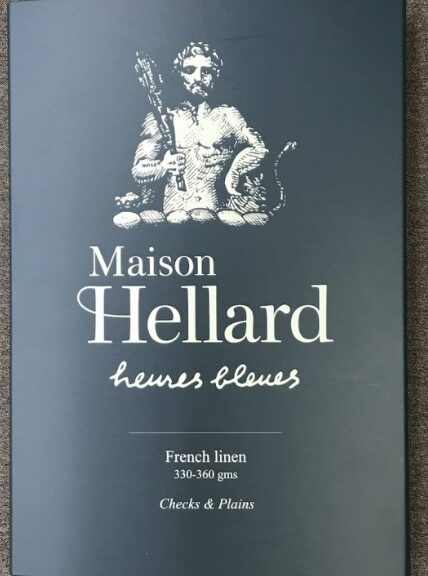 Maison
Hellard
heures bleues
French linen
330-360 gms
Checks & Plains